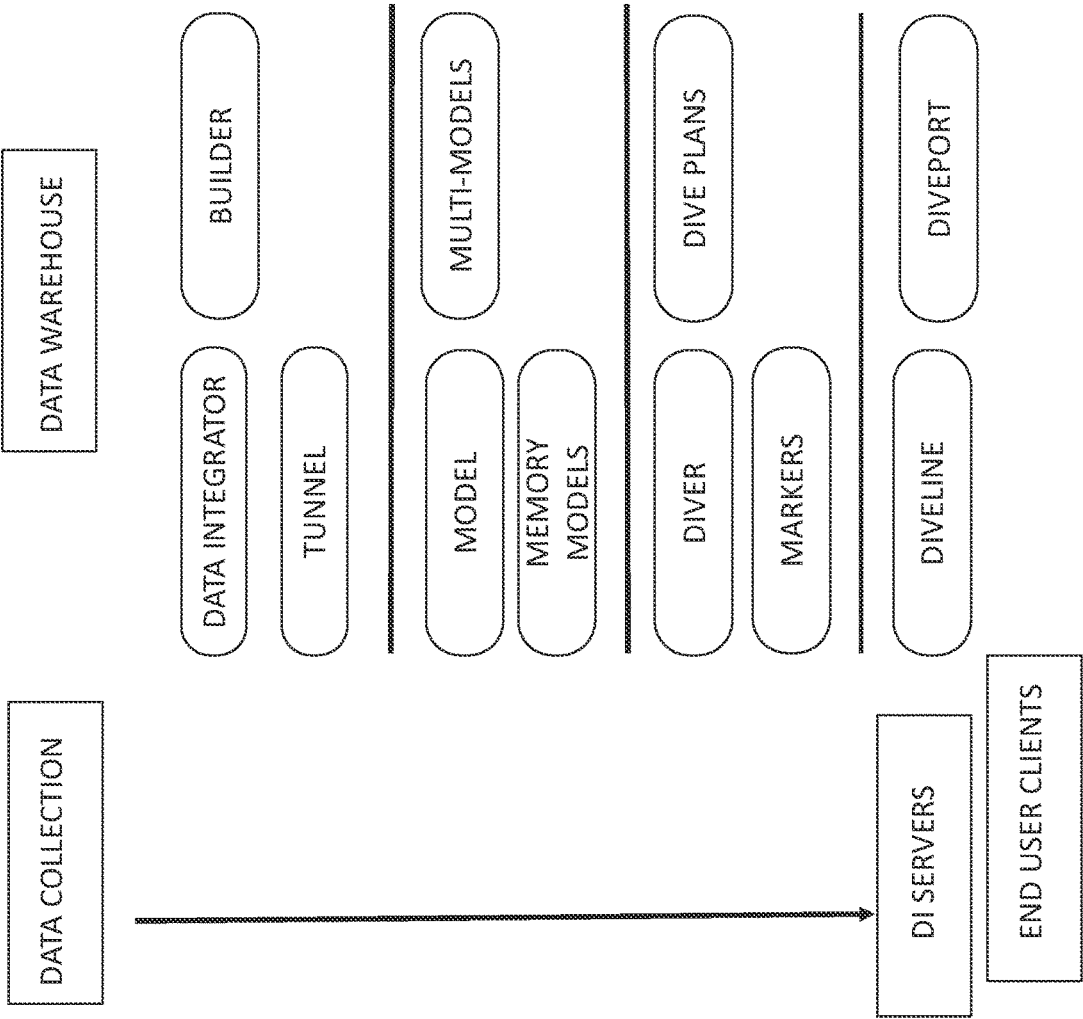 DATA COLLECTION
DATA WAREHOUSE
DATA INTEGRATOR
BUILDER
TUNNEL
MODEL
MULTI-MODELS
MEMORY
MODELS
DIVER
DIVE PLANS
MARKERS
DI SERVERS
DIVELINE
DIVEPORT
END USER CLIENTS